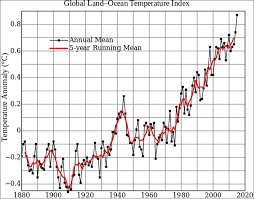 Global Land–Ocean Temperature Index
0.8
0.6
0.4
0.2
0.
−0.2
−0.4
Annual Mean
5-year Running Mean
Temperature Anomaly (°C)
1880 1900 1920 1940 1960 1980 2000 2020